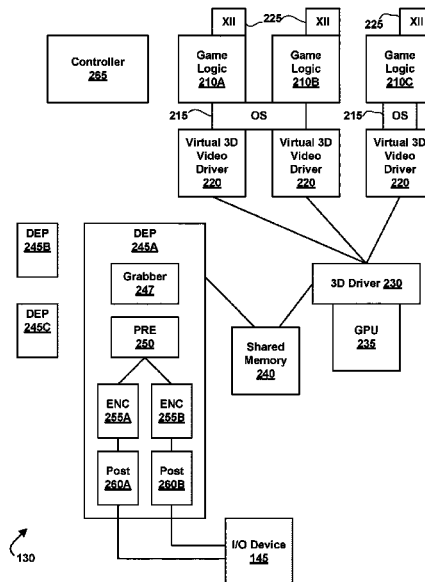 XII
225
XII
225
XII
Controller
265
Game
Logic
210A
Game
Logic
210B
Game
Logic
210C
215
OS
215
OS
Virtual 3D
Video
Driver
220
Virtual 3D
Video
Driver
220
Virtual 3D
Video
Driver
220
DEP
245B
DEP
245A
Grabber
247
3D Driver 230
DEP
245C
PRE
250
Shared
Memory
240
GPU
235
ENC
255A
ENC
255B
Post
260A
Post
260B
130
I/O Device
145